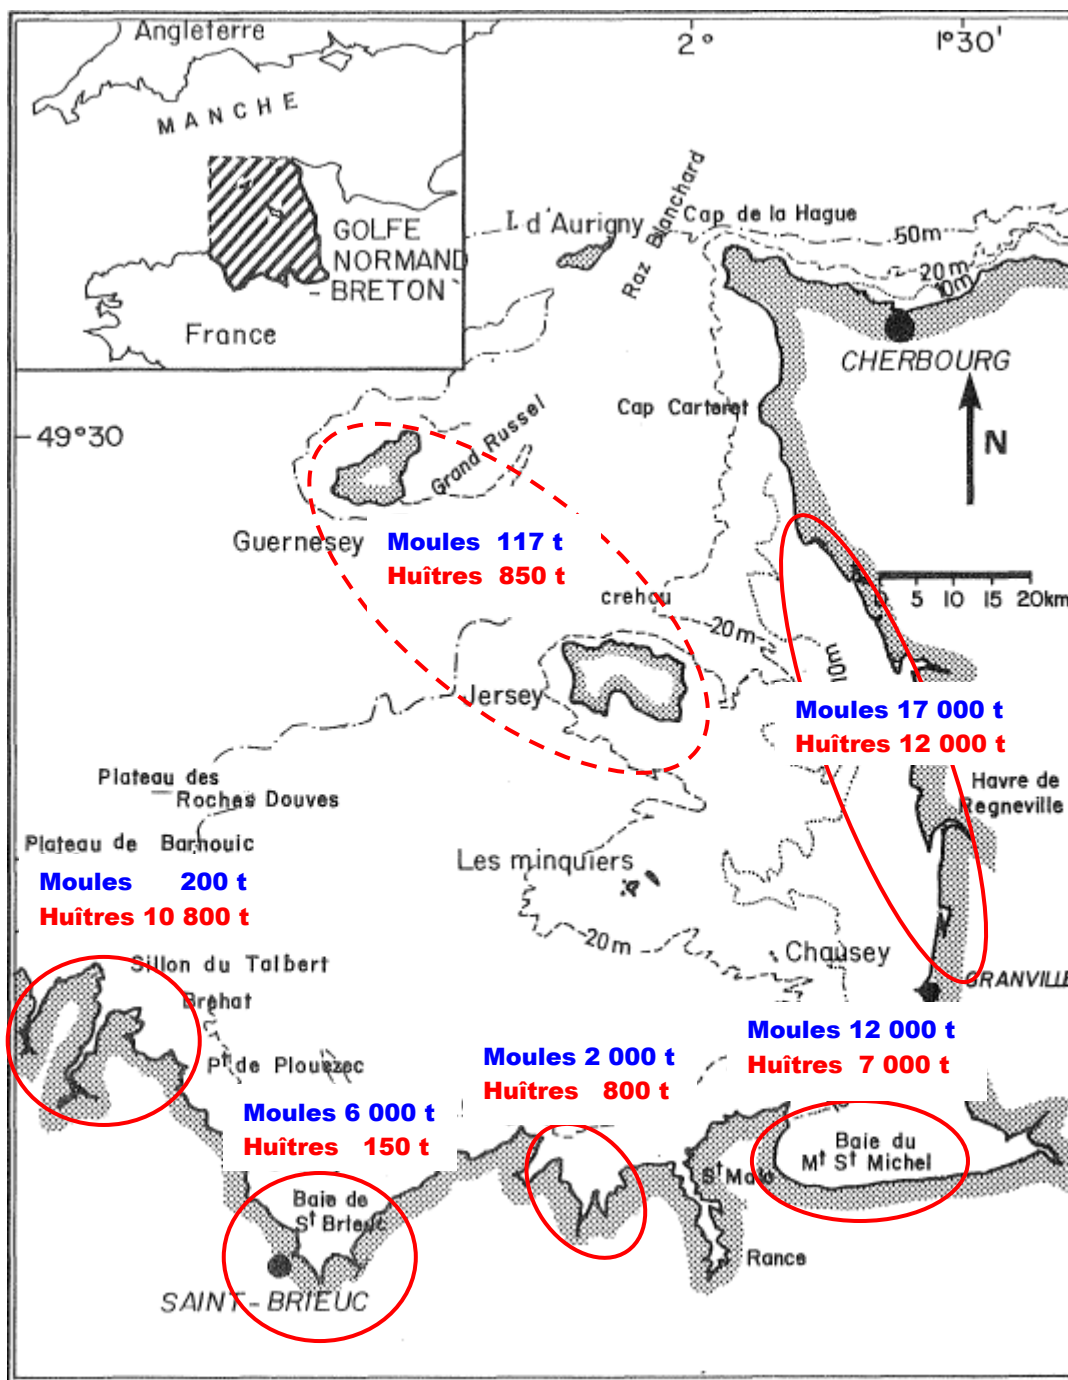 Angleterre
MANCHE
GOLFE
NORMAND
-BRETON
France
2°
1°30'
I. d'Aurigny
Raz Blanchard
Cap de la Hague
50m
20m
10m
CHERBOURG
Cap Carteret
N
49°30
Grand Russel
Guernesey
Moules 117 t
Huîtres 850 t
0 5 10 15 20km
crehou
20m
10m
Jersey
Moules 17 000 t
Huîtres 12 000 t
Plateau des
Roches Douves
Havre de
Regneville
Plateau de Barnouic
Les minquiers
Moules 200 t
Huîtres 10 800 t
20m
Chausey
Sillon du Talbert
GRANVILLE
Bréhat
Moules 12 000 t
Huîtres 7 000 t
Pt de Plouezec
Moules 2 000 t
Huîtres 800 t
Moules 6 000 t
Huîtres 150 t
Baie du
Mt St Michel
St Malo
Baie de
St Brieuc
Rance
SAINT-BRIEUC